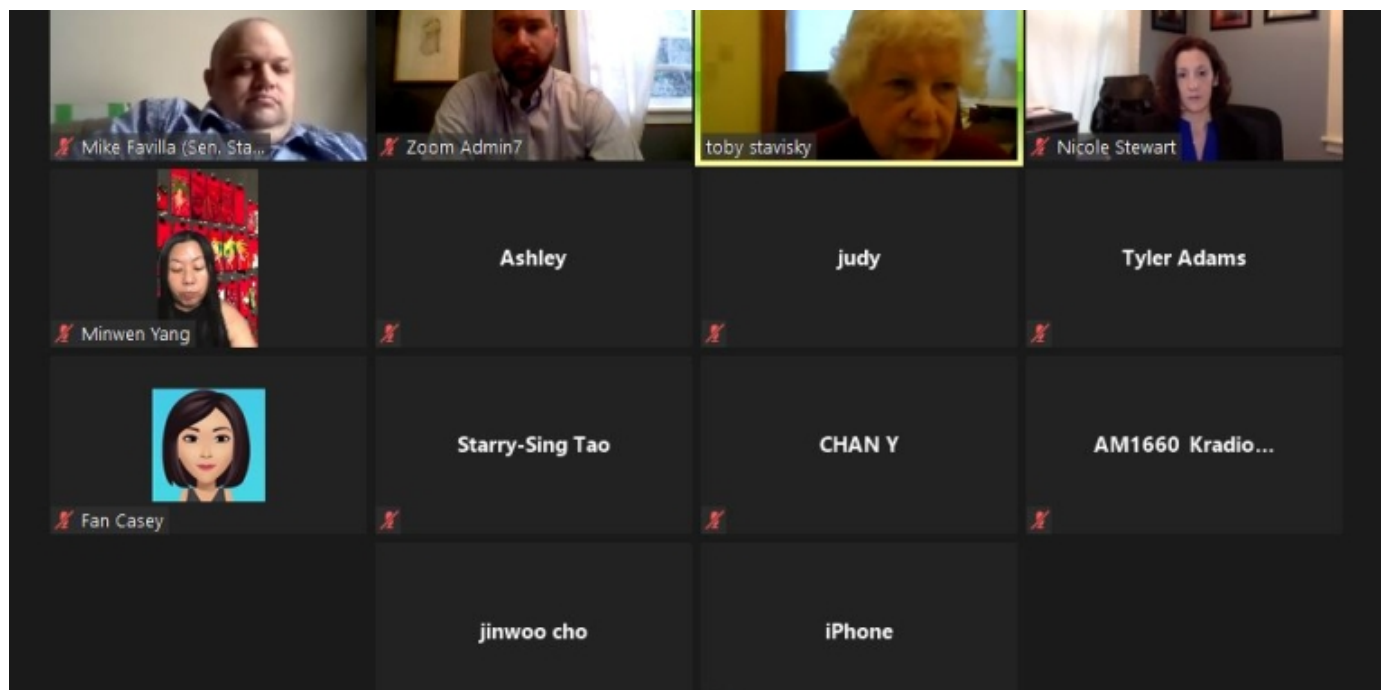 Mike Favilla (Sen. Sta...
Zoom Admin7
toby stavisky
Nicole Stewart
Minwen Yang
Ashley
judy
Tyler Adams
Fan Casey
Starry-Sing Tao
CHAN Y
AM1660 Kradio...
jinwoo cho
iPhone